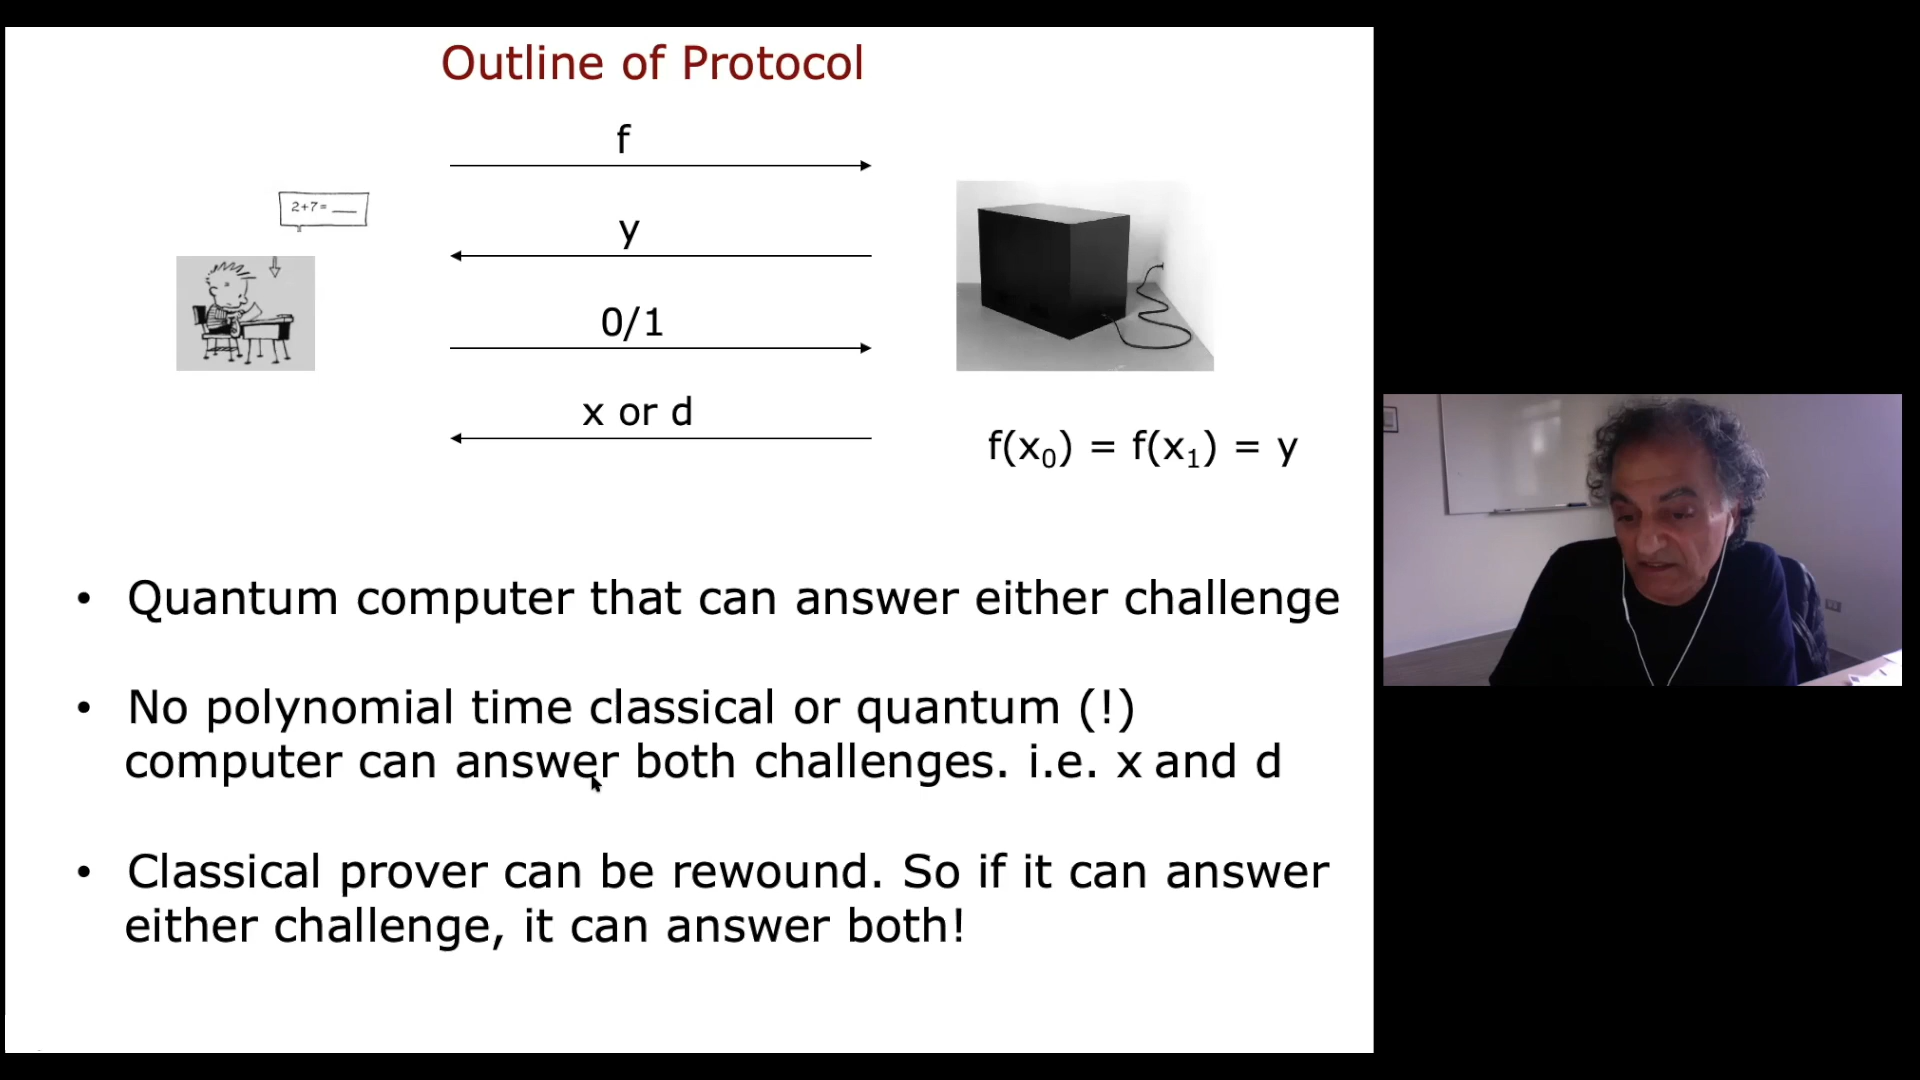 Outline of Protocol
f
2+7= __
y
0/1
x or d
f(x₀) = f(x₁) = y
• Quantum computer that can answer either challenge
• No polynomial time classical or quantum (!)
computer can answer both challenges. i.e. x and d
• Classical prover can be rewound. So if it can answer
either challenge, it can answer both!